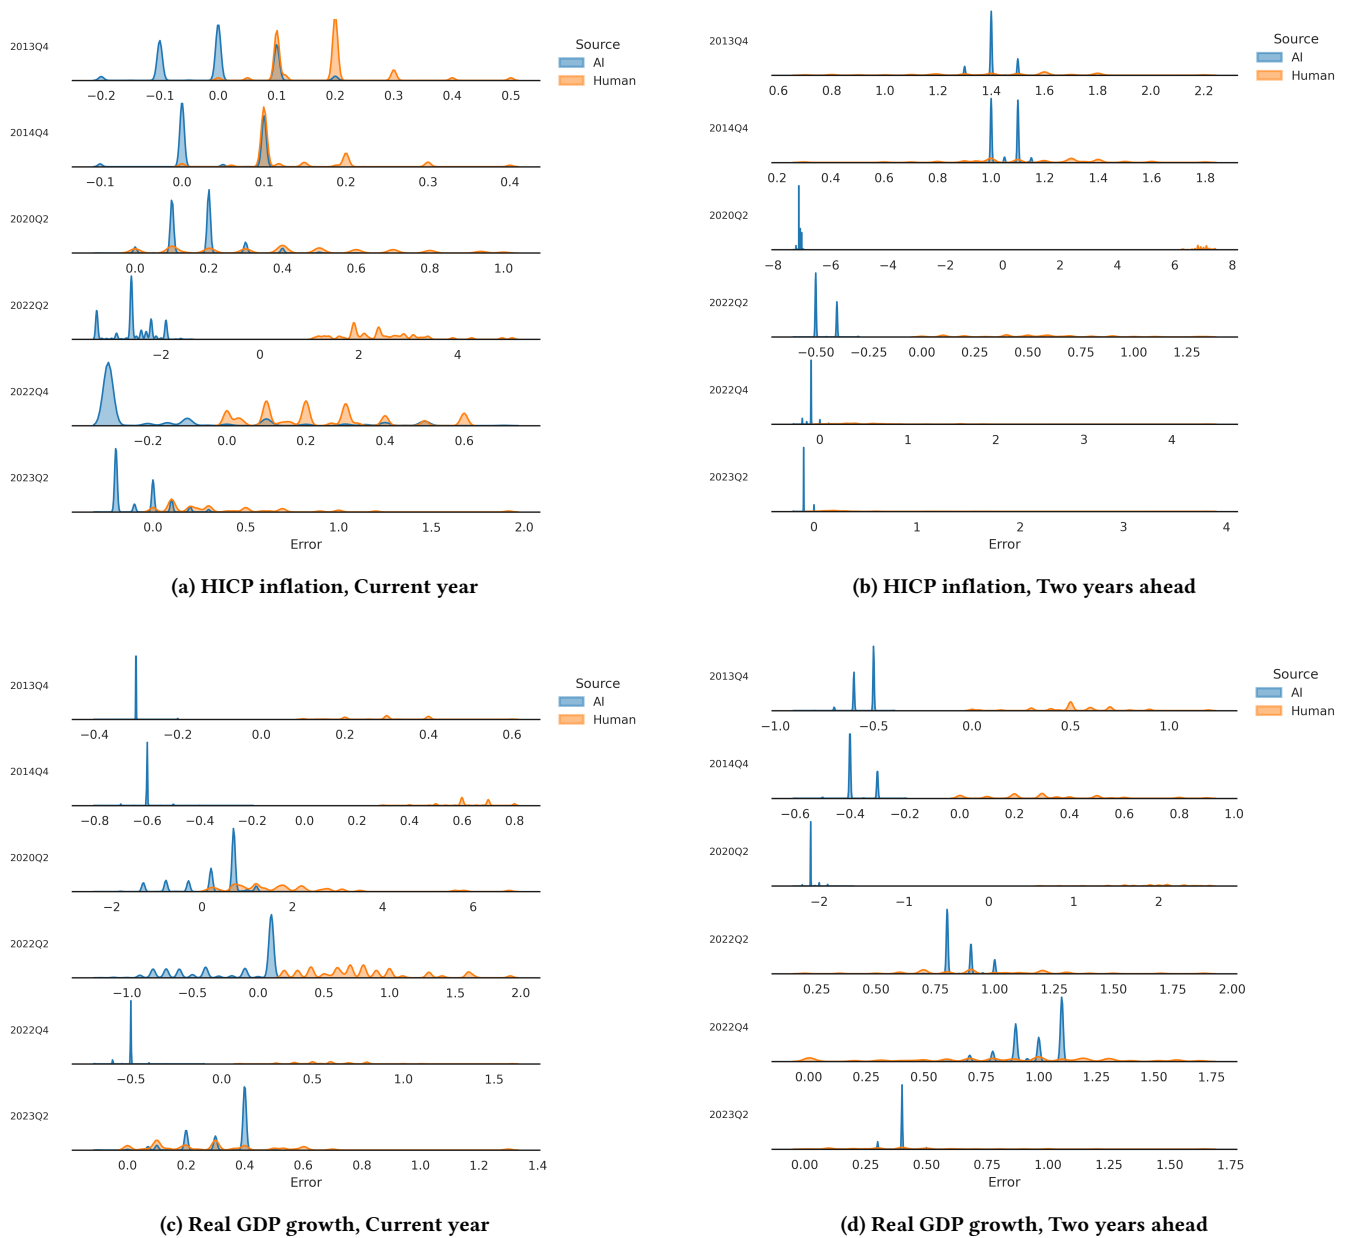 2013Q4
−0.2 −0.1 0.0 0.1 0.2 0.3 0.4 0.5
2014Q4
−0.1 0.0 0.1 0.2 0.3 0.4
2020Q2
0.0 0.2 0.4 0.6 0.8 1.0
2022Q2
−2 0 2 4
2022Q4
−0.2 0.0 0.2 0.4 0.6
2023Q2
0.0 0.5 1.0 1.5 2.0
Error
Source
AI
Human
(a) HICP inflation, Current year
2013Q4
0.6 0.8 1.0 1.2 1.4 1.6 1.8 2.0 2.2
2014Q4
0.2 0.4 0.6 0.8 1.0 1.2 1.4 1.6 1.8
2020Q2
−8 −6 −4 −2 0 2 4 6 8
2022Q2
−0.50 −0.25 0.00 0.25 0.50 0.75 1.00 1.25
2022Q4
0 1 2 3 4
2023Q2
0 1 2 3 4
Error
Source
AI
Human
(b) HICP inflation, Two years ahead
2013Q4
−0.4 −0.2 0.0 0.2 0.4 0.6
2014Q4
−0.8 −0.6 −0.4 −0.2 0.0 0.2 0.4 0.6 0.8
2020Q2
−2 0 2 4 6
2022Q2
−1.0 −0.5 0.0 0.5 1.0 1.5 2.0
2022Q4
−0.5 0.0 0.5 1.0 1.5
2023Q2
0.0 0.2 0.4 0.6 0.8 1.0 1.2 1.4
Error
Source
AI
Human
(c) Real GDP growth, Current year
2013Q4
−1.0 −0.5 0.0 0.5 1.0
2014Q4
−0.6 −0.4 −0.2 0.0 0.2 0.4 0.6 0.8 1.0
2020Q2
−2 −1 0 1 2
2022Q2
0.25 0.50 0.75 1.00 1.25 1.50 1.75 2.00
2022Q4
0.00 0.25 0.50 0.75 1.00 1.25 1.50 1.75
2023Q2
0.00 0.25 0.50 0.75 1.00 1.25 1.50 1.75
Error
Source
AI
Human
(d) Real GDP growth, Two years ahead